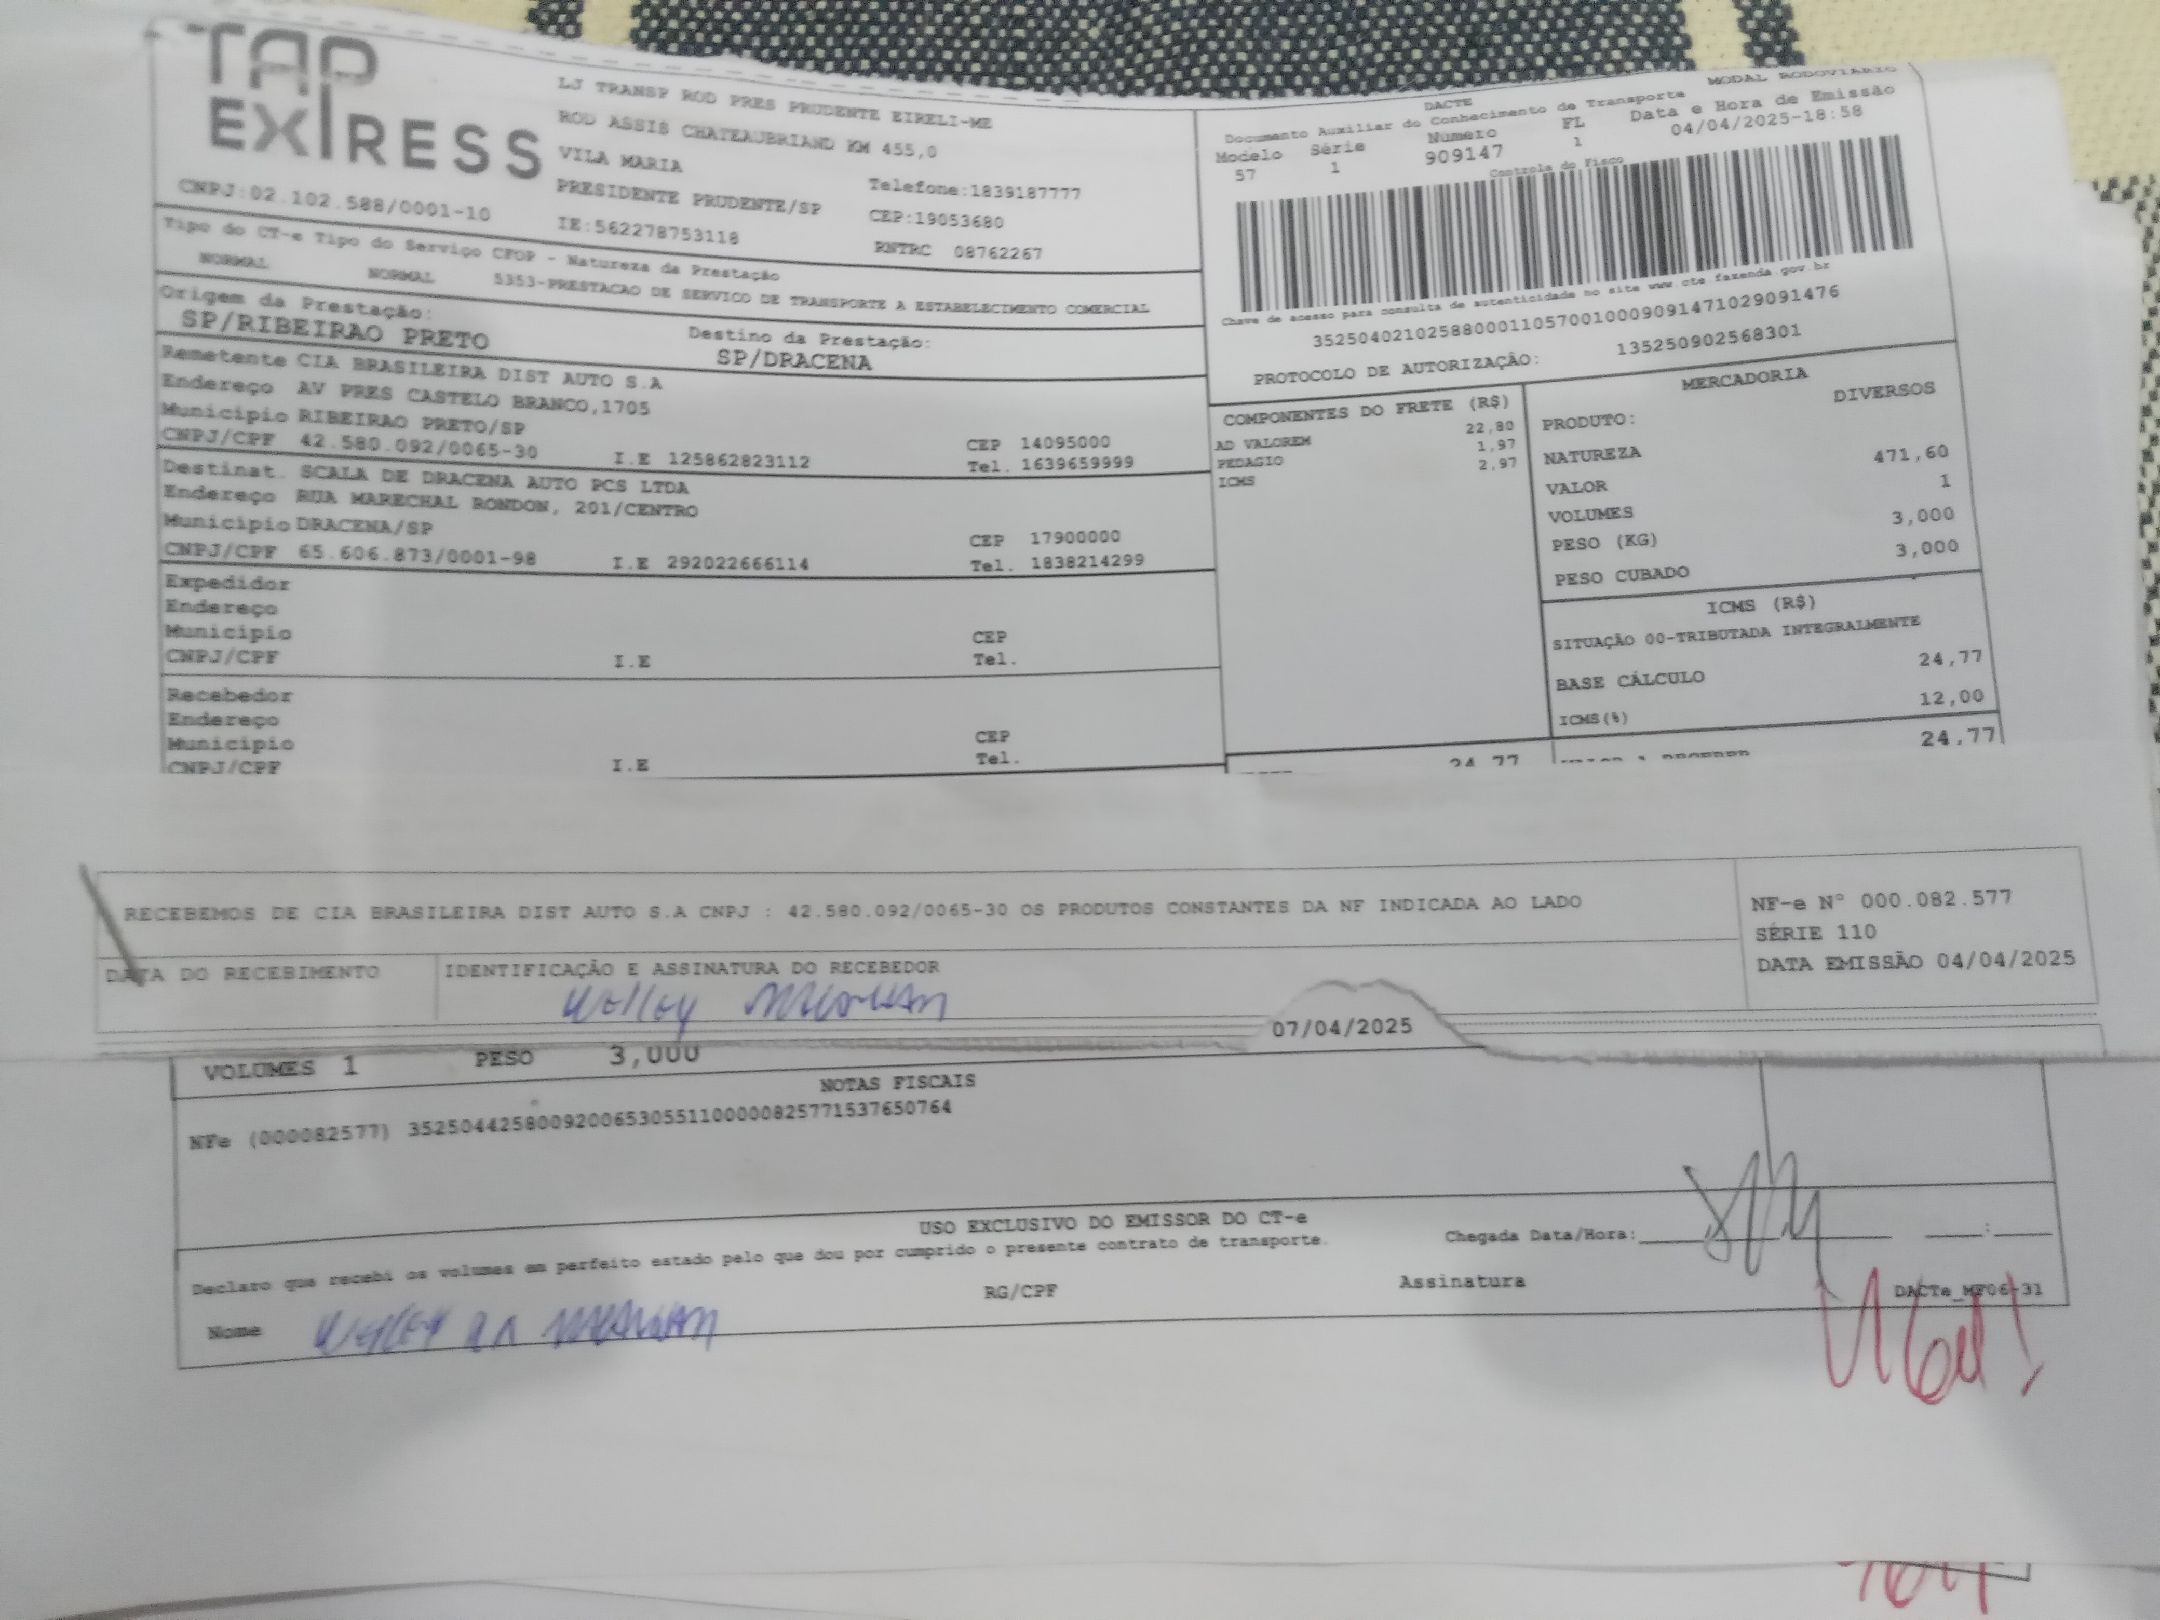 TAP
EXPRESS
LJ TRANSP ROD PRES PRUDENTE EIRELI-ME
ROD ASSIS CHATEAUBRIAND KM 455,0
VILA MARIA
Telefone:1839187777
CNPJ:02.102.588/0001-10
PRESIDENTE PRUDENTE/SP
CEP:19053680
IE:562278753118
RNTRC 08762267
Tipo do CT-e Tipo do Serviço CFOP - Natureza da Prestação
NORMAL NORMAL 5353-PRESTACAO DE SERVICO DE TRANSPORTE A ESTABELECIMENTO COMERCIAL
Origem da Prestação:
SP/RIBEIRAO PRETO
Destino da Prestação:
SP/DRACENA
Remetente CIA BRASILEIRA DIST AUTO S.A
Endereço AV PRES CASTELO BRANCO,1705
Município RIBEIRAO PRETO/SP CEP 14095000
CNPJ/CPF 42.580.092/0065-30 I.E 125862823112 Tel. 1639659999
Destinat. SCALA DE DRACENA AUTO PCS LTDA
Endereço RUA MARECHAL RONDON, 201/CENTRO
Município DRACENA/SP CEP 17900000
CNPJ/CPF 65.606.873/0001-98 I.E 292022666114 Tel. 1838214299
Expedidor
Endereço
Município CEP
CNPJ/CPF I.E Tel.
Recebedor
Endereço
Município CEP
CNPJ/CPF I.E Tel.
DACTE MODAL RODOVIARIO
Documento Auxiliar do Conhecimento de Transporte
Modelo Série Número FL Data e Hora de Emissão
57 1 909147 1 04/04/2025-18:58
Controle do Fisco
Chave de acesso para consulta de autenticidade no site www.cte.fazenda.gov.br
35250402102588000110570010009091471029091476
PROTOCOLO DE AUTORIZAÇÃO: 135250902568301
COMPONENTES DO FRETE (R$)
22,80
AD VALOREM 1,97
PEDAGIO 2,97
ICMS
24,77
MERCADORIA
PRODUTO: DIVERSOS
NATUREZA
VALOR 471,60
VOLUMES 1
PESO (KG) 3,000
PESO CUBADO 3,000
ICMS (R$)
SITUAÇÃO 00-TRIBUTADA INTEGRALMENTE
BASE CÁLCULO 24,77
ICMS(%) 12,00
24,77
RECEBEMOS DE CIA BRASILEIRA DIST AUTO S.A CNPJ : 42.580.092/0065-30 OS PRODUTOS CONSTANTES DA NF INDICADA AO LADO
NF-e N° 000.082.577
SÉRIE 110
DATA EMISSÃO 04/04/2025
DATA DO RECEBIMENTO
IDENTIFICAÇÃO E ASSINATURA DO RECEBEDOR
07/04/2025
VOLUMES 1 PESO 3,000
NOTAS FISCAIS
NFe (000082577) 35250442580092006530551100000825771537650764
USO EXCLUSIVO DO EMISSOR DO CT-e
Declaro que recebi os volumes em perfeito estado pelo que dou por cumprido o presente contrato de transporte.
Chegada Data/Hora:
Nome
RG/CPF
Assinatura
DACTe_MF06-31